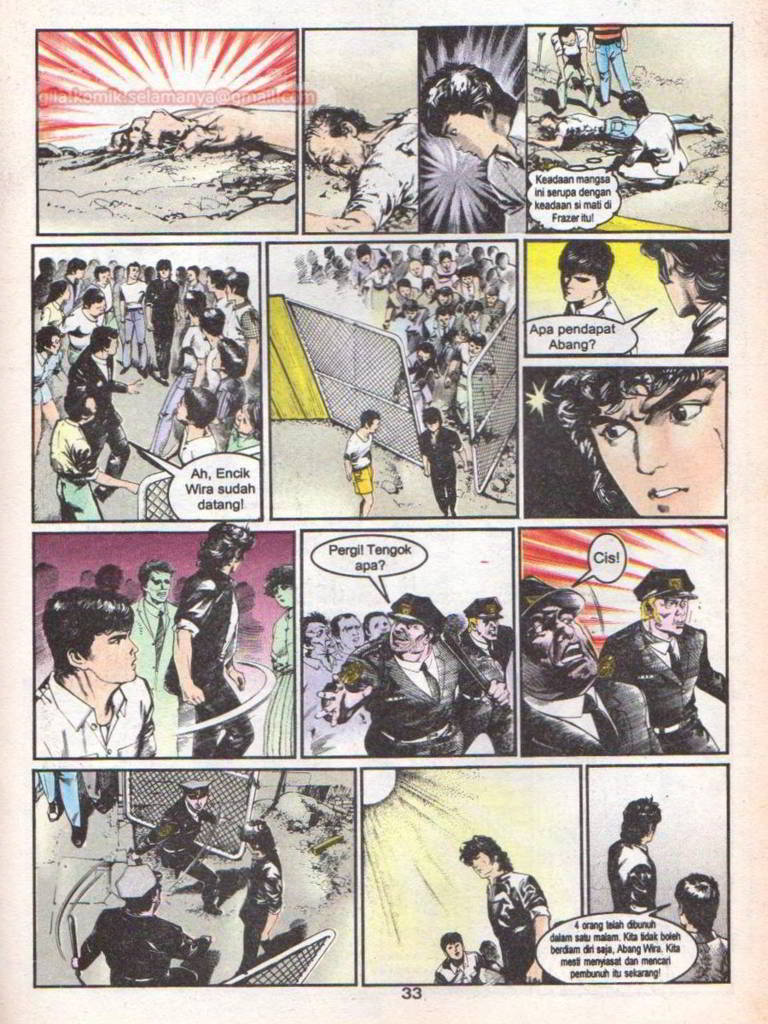 gila.komik.selamanya@gmail.com
Keadaan mangsa
ini serupa dengan
keadaan si mati di
Frazer itu!
Ah, Encik
Wira sudah
datang!
Apa pendapat
Abang?
Pergi! Tengok
apa?
Cis!
4 orang telah dibunuh
dalam satu malam. Kita tidak boleh
berdiam diri saja, Abang Wira. Kita
mesti menyiasat dan mencari
pembunuh itu sekarang!
33